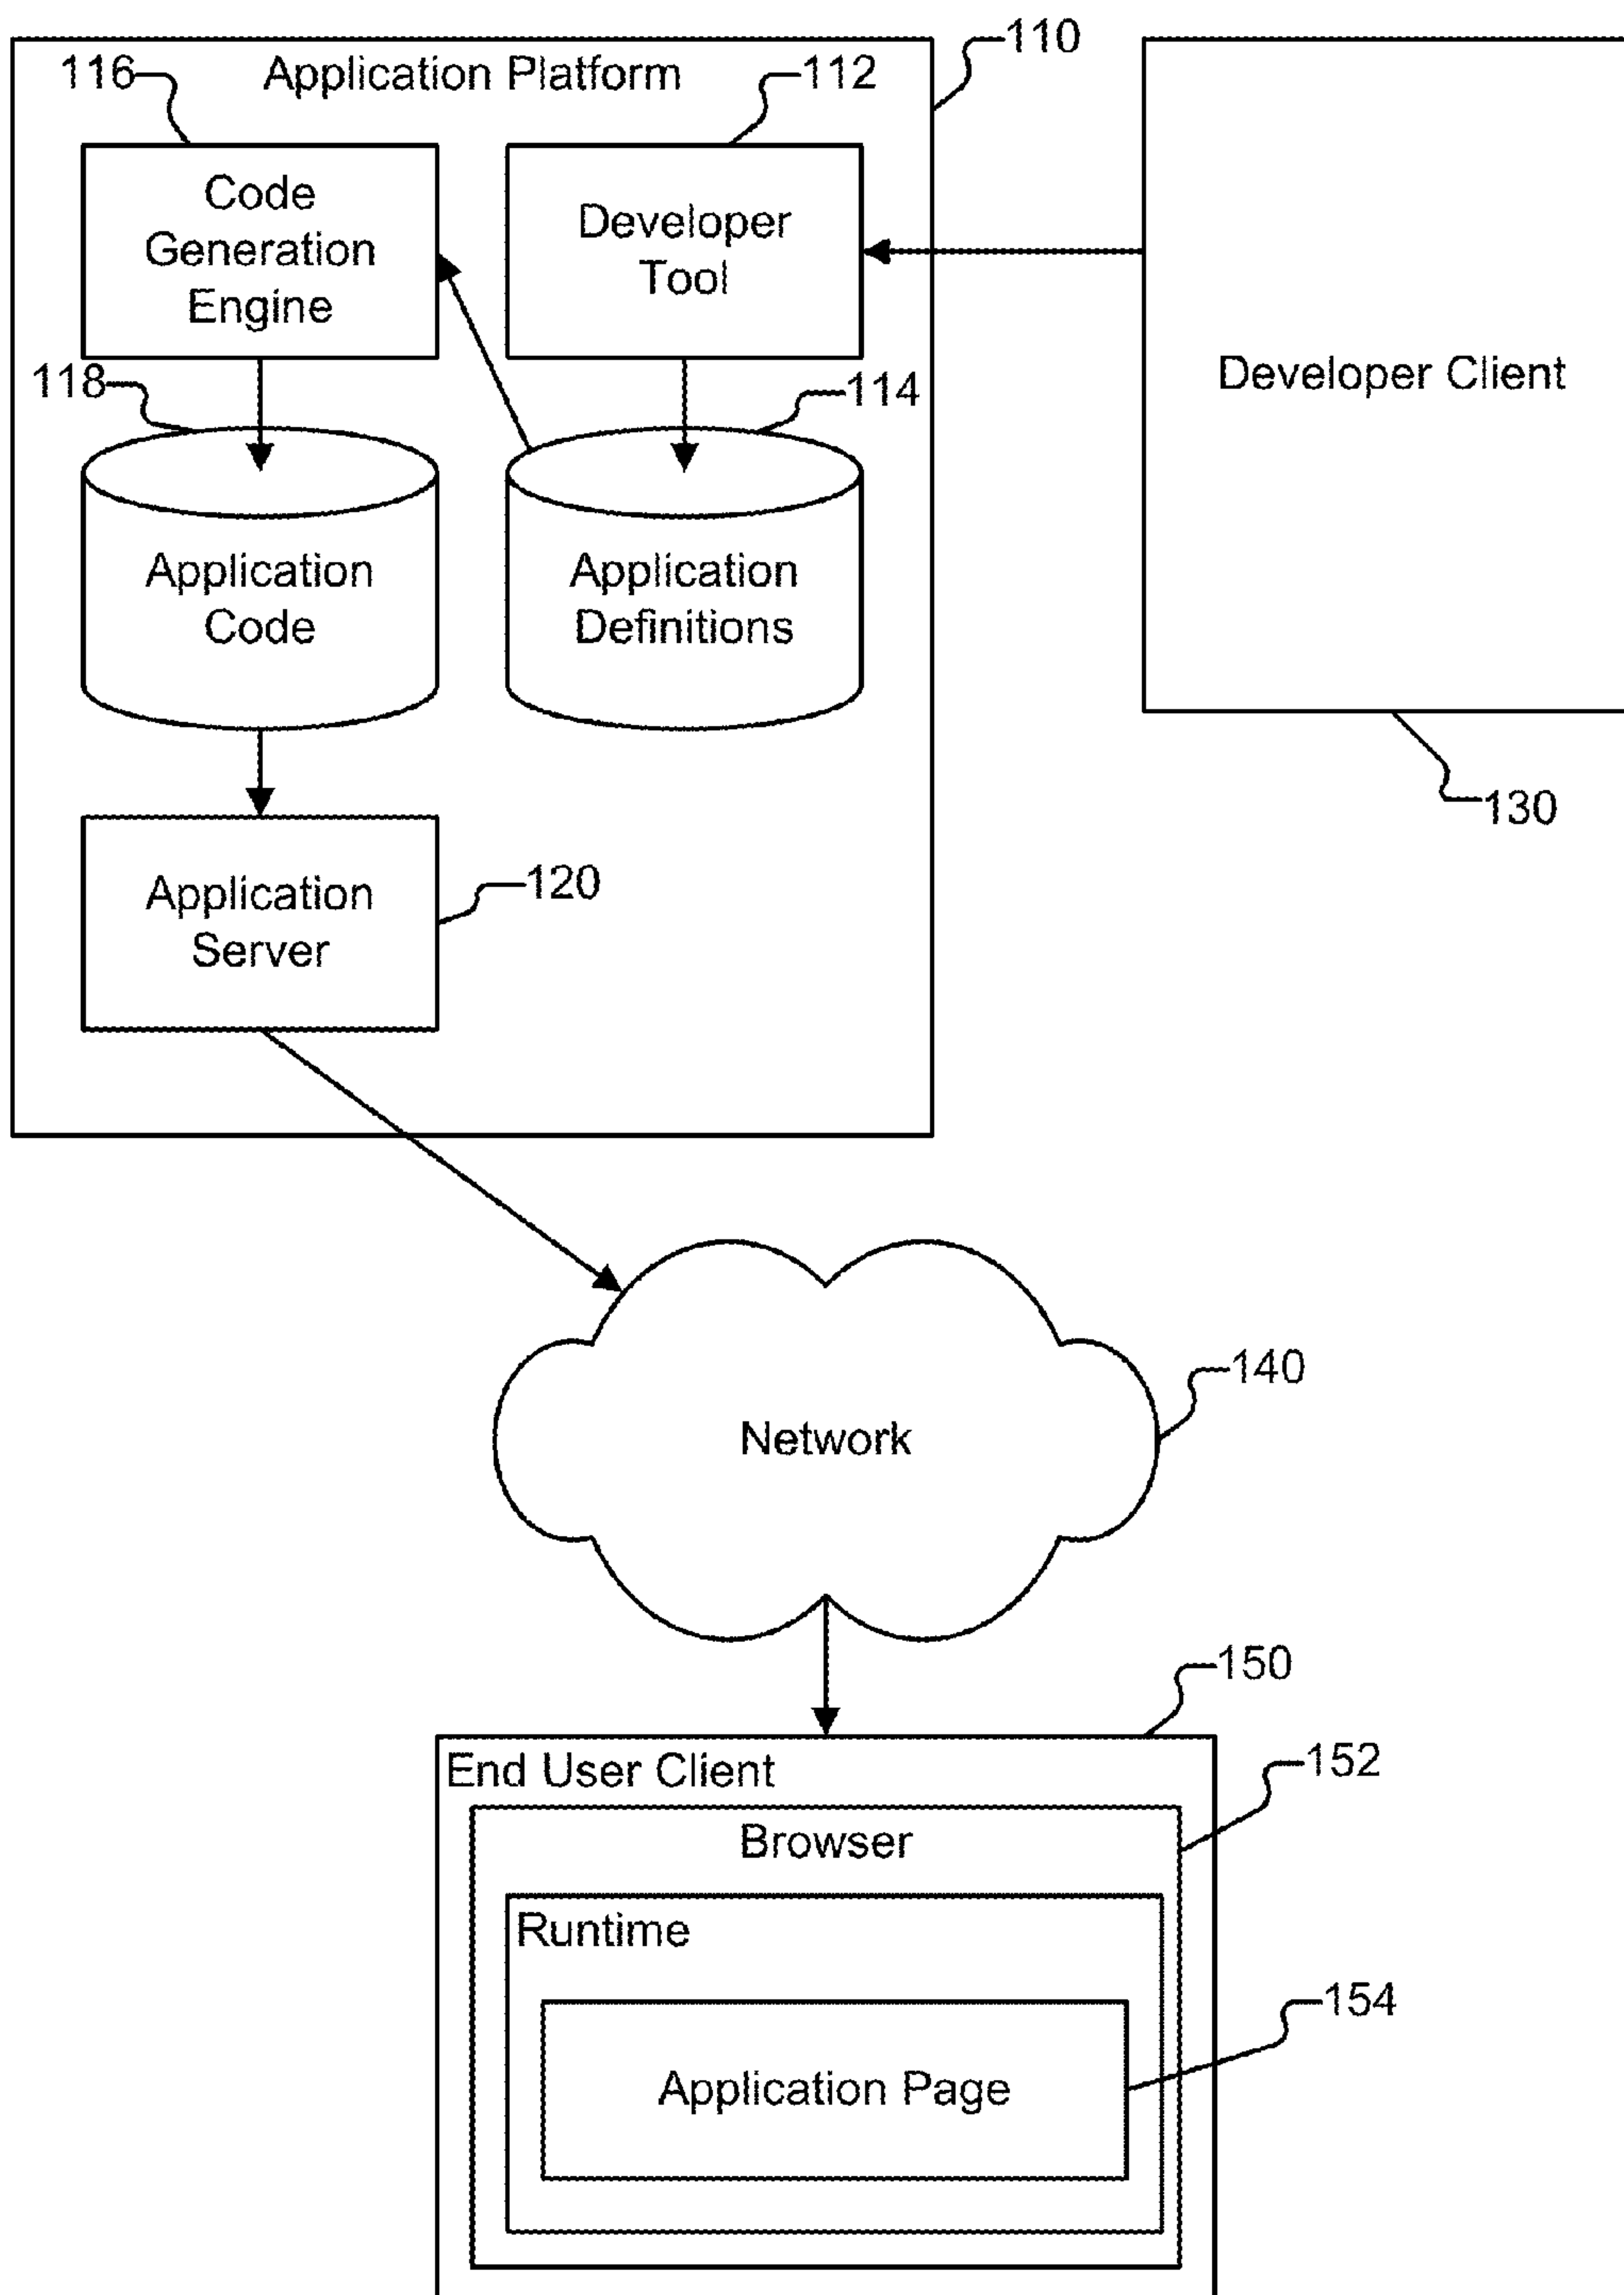 110
Application Platform
116
112
Code
Generation
Engine
Developer
Tool
Developer Client
118
114
Application
Code
Application
Definitions
130
Application
Server
120
140
Network
150
End User Client
152
Browser
Runtime
154
Application Page